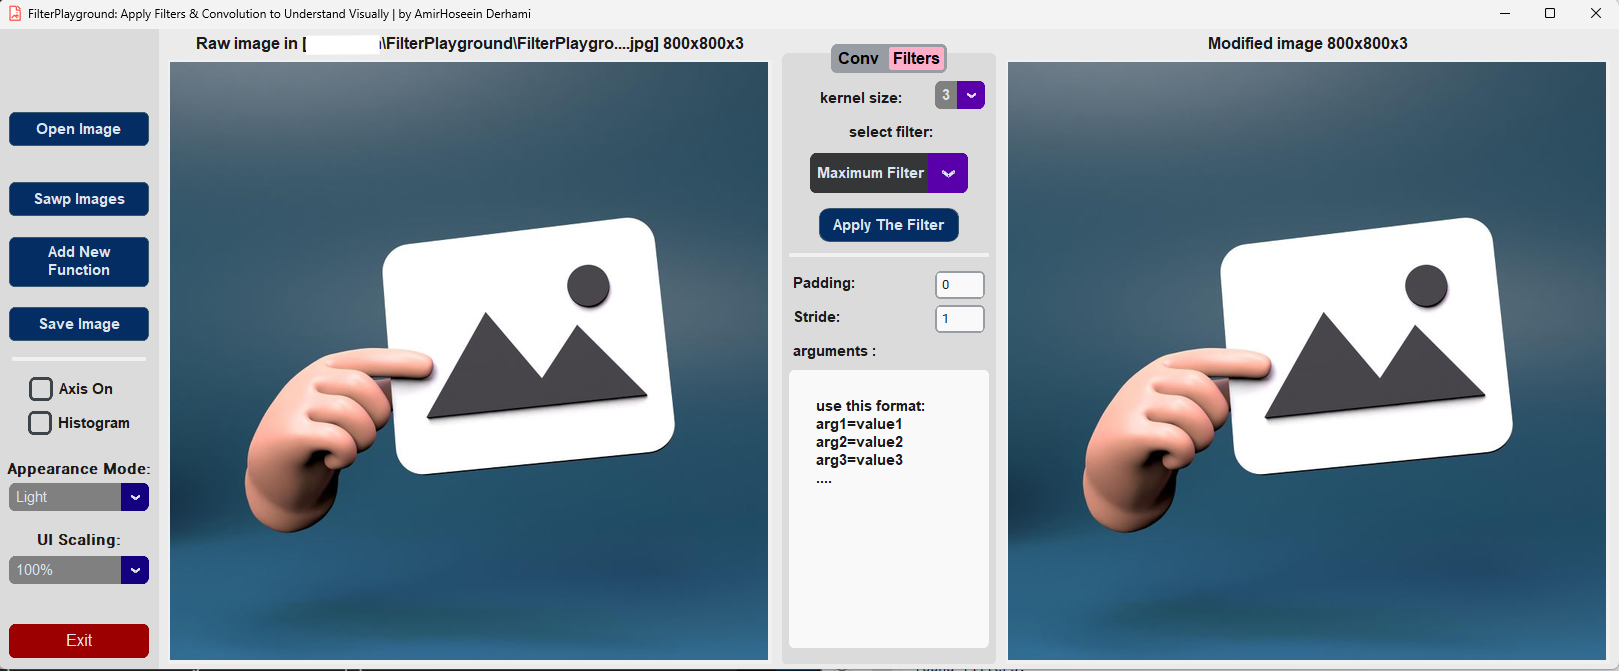 FilterPlayground: Apply Filters & Convolution to Understand Visually | by AmirHoseein Derhami
Raw image in [ \FilterPlayground\FilterPlaygro....jpg] 800x800x3
Modified image 800x800x3
Open Image
Sawp Images
Add New
Function
Save Image
Axis On
Histogram
Appearance Mode:
Light
UI Scaling:
100%
Exit
Conv Filters
kernel size: 3
select filter:
Maximum Filter
Apply The Filter
Padding: 0
Stride: 1
arguments :
use this format:
arg1=value1
arg2=value2
arg3=value3
....